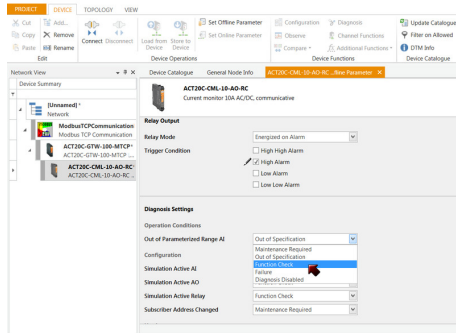 PROJECT DEVICE TOPOLOGY VIEW
Cut Add...
Copy Remove
Paste Rename
Connect Disconnect
Load from Device
Store to Device
Set Offline Parameter
Set Online Parameter
Configuration Diagnosis
Observe Channel Functions
Compare Additional Functions
Update Catalogue
Filter on Allowed
DTM Info
Edit Device Operations Device Functions Device Catalogue
Network View
Device Summary
[Unnamed]*
Network
ModbusTCPCommunication
Modbus TCP Communication
ACT20C-GTW-100-MTCP*
ACT20C-GTW-100-MTCP ...
ACT20C-CML-10-AO-RC*
ACT20C-CML-10-AO-RC ...
Device Catalogue General Node Info ACT20C-CML-10-AO-RC ...ffline Parameter ×
ACT20C-CML-10-AO-RC
Current monitor 10A AC/DC, communicative
Relay Output
Relay Mode Energized on Alarm
Trigger Condition High High Alarm
High Alarm
Low Alarm
Low Low Alarm
Diagnosis Settings
Operation Conditions
Out of Parameterized Range AI Out of Specification
Maintenance Required
Configuration Out of Specification
Function Check
Simulation Active AI Failure
Diagnosis Disabled
Simulation Active AO
Simulation Active Relay Function Check
Subscriber Address Changed Maintenance Required